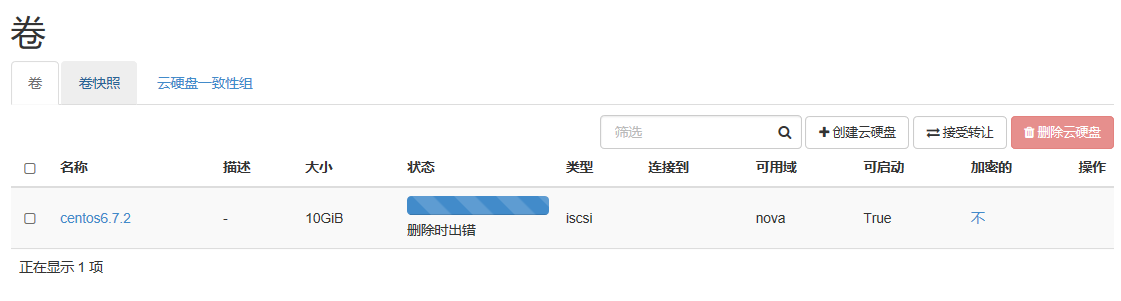 卷
卷 卷快照 云硬盘一致性组
筛选 创建云硬盘 接受转让 删除云硬盘
名称 描述 大小 状态 类型 连接到 可用域 可启动 加密的 操作
centos6.7.2 - 10GiB 删除时出错 iscsi nova True 不
正在显示 1 项